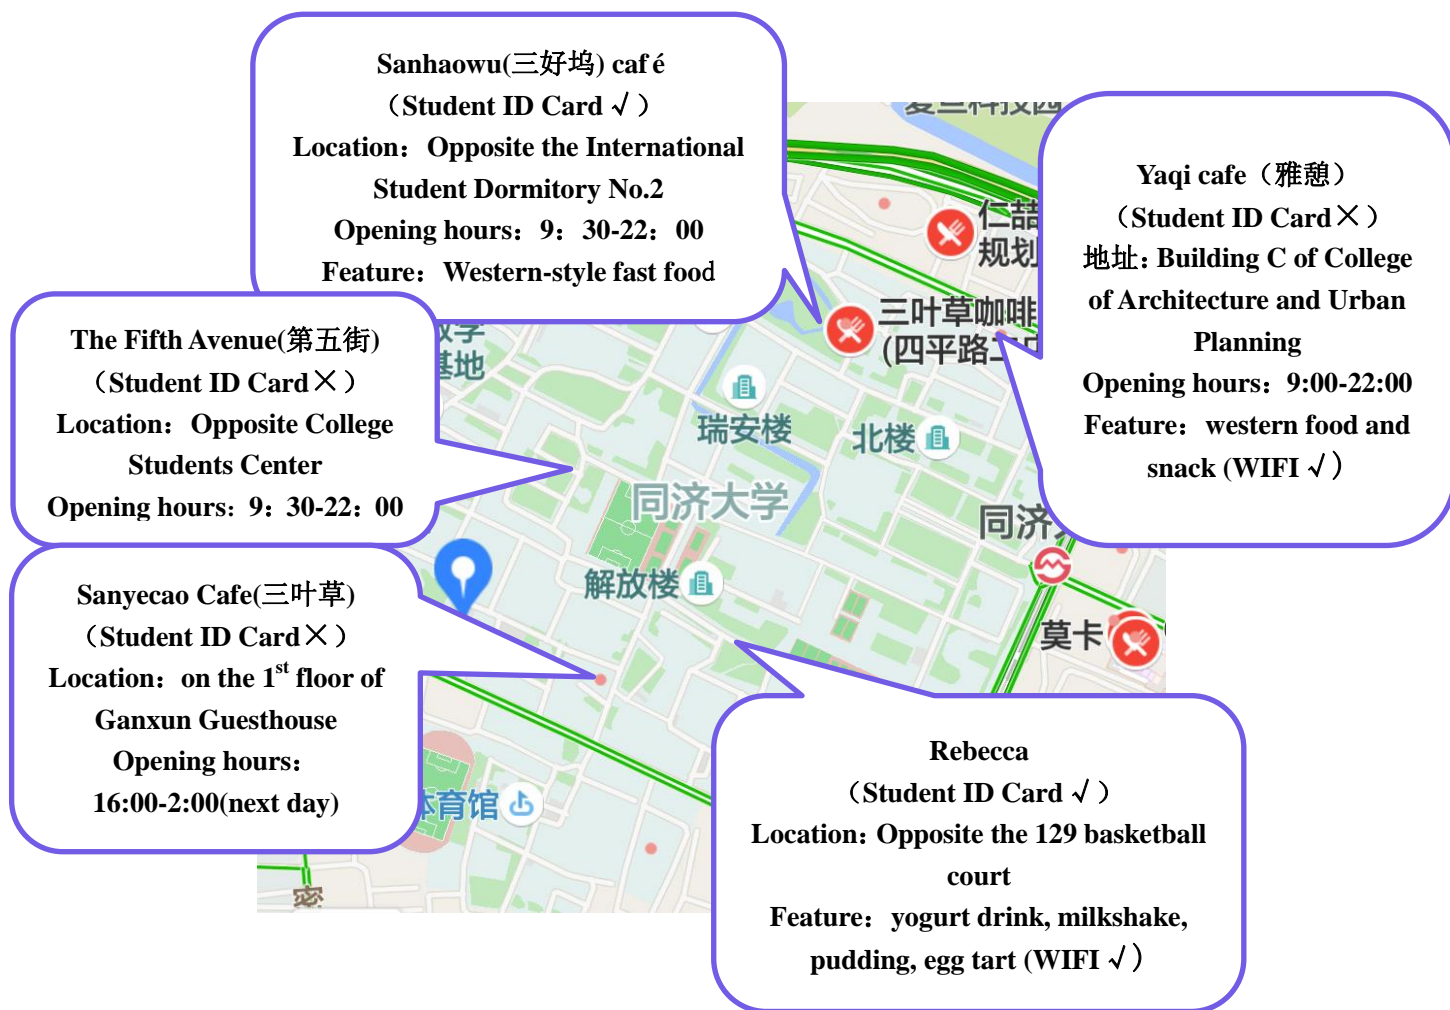 Sanhaowu(三好坞) café
（Student ID Card √）
Location：Opposite the International
Student Dormitory No.2
Opening hours：9：30-22：00
Feature：Western-style fast food
Yaqi cafe（雅憩）
（Student ID Card×）
地址：Building C of College
of Architecture and Urban
Planning
Opening hours：9:00-22:00
Feature：western food and
snack (WIFI √）
The Fifth Avenue(第五街)
（Student ID Card×）
Location：Opposite College
Students Center
Opening hours：9：30-22：00
Sanyecao Cafe(三叶草)
（Student ID Card×）
Location：on the 1st floor of
Ganxun Guesthouse
Opening hours：
16:00-2:00(next day)
Rebecca
（Student ID Card √）
Location：Opposite the 129 basketball
court
Feature：yogurt drink, milkshake,
pudding, egg tart (WIFI √）
仁喆
规划
三叶草咖啡
(四平路二
基地
瑞安楼
北楼
同济大学
同济
解放楼
莫卡
体育馆
密